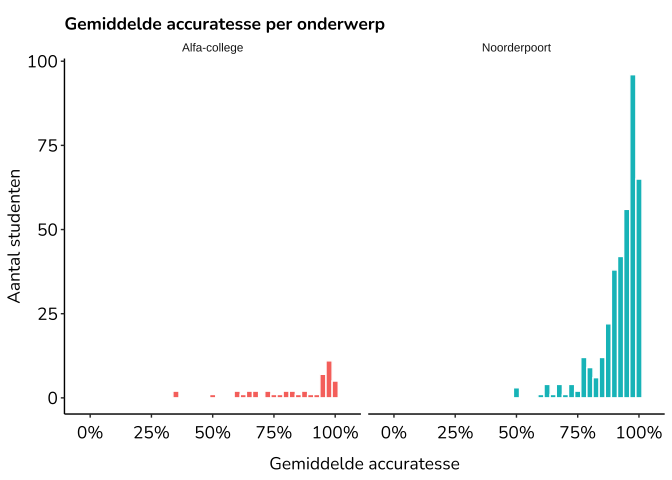 Gemiddelde accuratesse per onderwerp
Alfa-college
Noorderpoort
Aantal studenten
100
75
50
25
0
0% 25% 50% 75% 100%
0% 25% 50% 75% 100%
Gemiddelde accuratesse